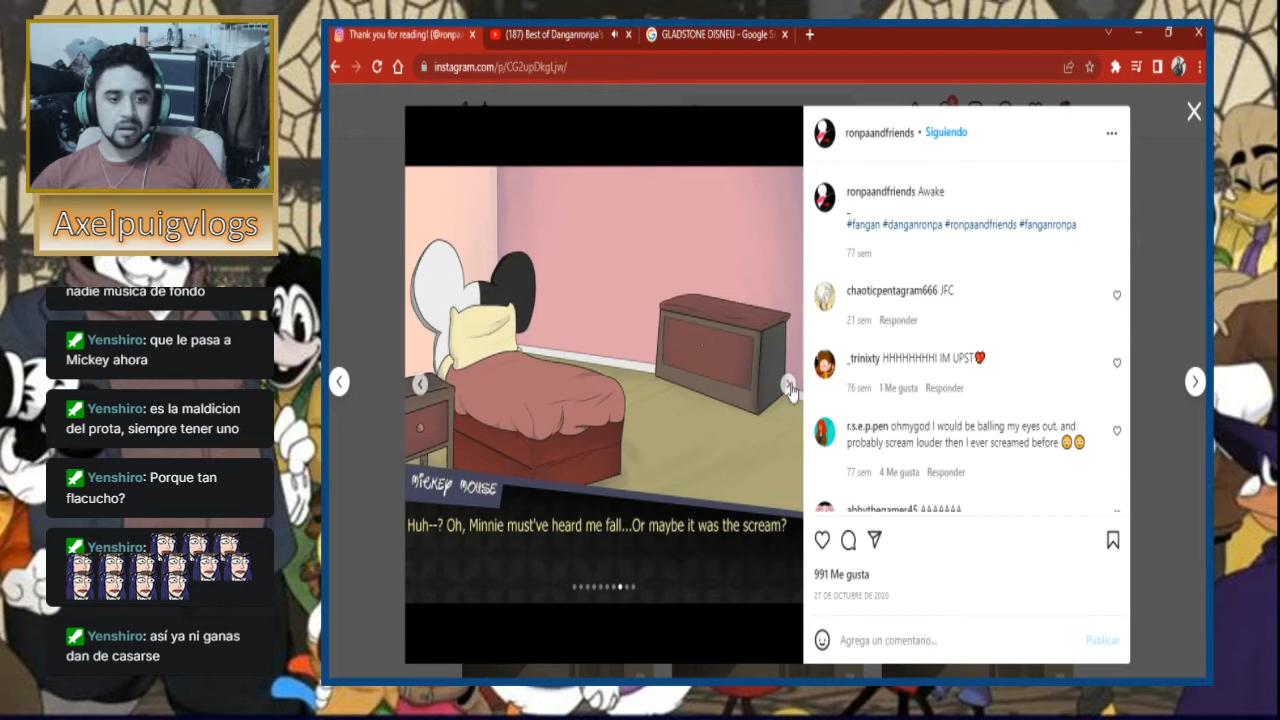 Thank you for reading! (@ronpa
(187) Best of Danganronpa's
GLADSTONE DISNEU - Google S
instagram.com/p/CG2upDkgLjw/
Axelpuigvlogs
nadie música de fondo
Yenshiro: que le pasa a
Mickey ahora
Yenshiro: es la maldicion
del prota, siempre tener uno
Yenshiro: Porque tan
flacucho?
Yenshiro:
Yenshiro: así ya ni ganas
dan de casarse
MICKEY MOUSE
Huh--? Oh, Minnie must've heard me fall...Or maybe it was the scream?
ronpaandfriends • Siguiendo
ronpaandfriends Awake
_
#fangan #danganronpa #ronpaandfriends #fanganronpa
77 sem
chaoticpentagram666 JFC
21 sem Responder
_trinixty HHHHHHHHI IM UPST
76 sem 1 Me gusta Responder
r.s.e.p.pen ohmygod I would be balling my eyes out, and
probably scream louder then I ever screamed before
77 sem 4 Me gusta Responder
abbythegamer45 AAAAAAA
991 Me gusta
27 DE OCTUBRE DE 2020
Agrega un comentario...
Publicar